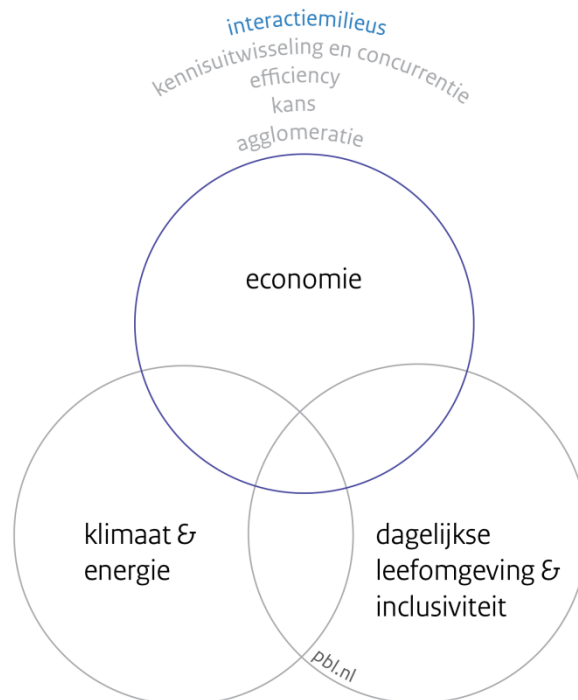 interactiemilieus
kennisuitwisseling en concurrentie
efficiency
kans
agglomeratie
economie
klimaat &
energie
dagelijkse
leefomgeving &
inclusiviteit
pbl.nl